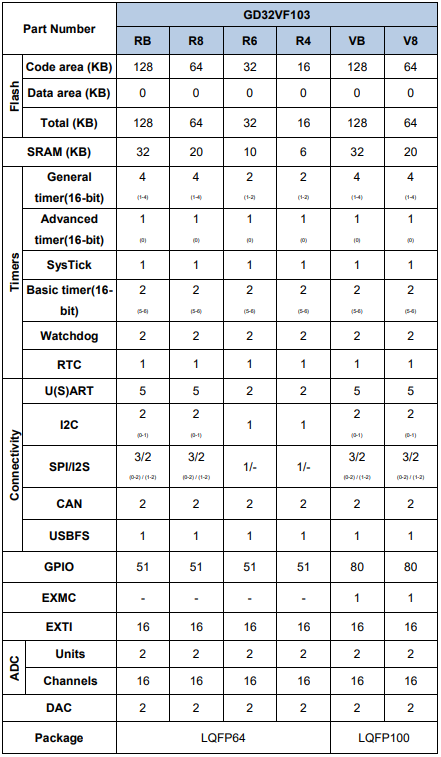 Part Number GD32VF103
RB R8 R6 R4 VB V8
Flash
Code area (KB) 128 64 32 16 128 64
Data area (KB) 0 0 0 0 0 0
Total (KB) 128 64 32 16 128 64
SRAM (KB) 32 20 10 6 32 20
Timers
General 4 4 2 2 4 4
timer(16-bit) (1-4) (1-4) (1-2) (1-2) (1-4) (1-4)
Advanced 1 1 1 1 1 1
timer(16-bit) (0) (0) (0) (0) (0) (0)
SysTick 1 1 1 1 1 1
Basic timer(16- 2 2 2 2 2 2
bit) (5-6) (5-6) (5-6) (5-6) (5-6) (5-6)
Watchdog 2 2 2 2 2 2
RTC 1 1 1 1 1 1
Connectivity
U(S)ART 5 5 2 2 5 5
I2C 2 2 1 1 2 2
(0-1) (0-1) (0-1) (0-1)
SPI/I2S 3/2 3/2 1/- 1/- 3/2 3/2
(0-2) / (1-2) (0-2) / (1-2) (0-2) / (1-2) (0-2) / (1-2)
CAN 2 2 2 2 2 2
USBFS 1 1 1 1 1 1
GPIO 51 51 51 51 80 80
EXMC - - - - 1 1
EXTI 16 16 16 16 16 16
ADC
Units 2 2 2 2 2 2
Channels 16 16 16 16 16 16
DAC 2 2 2 2 2 2
Package LQFP64 LQFP100